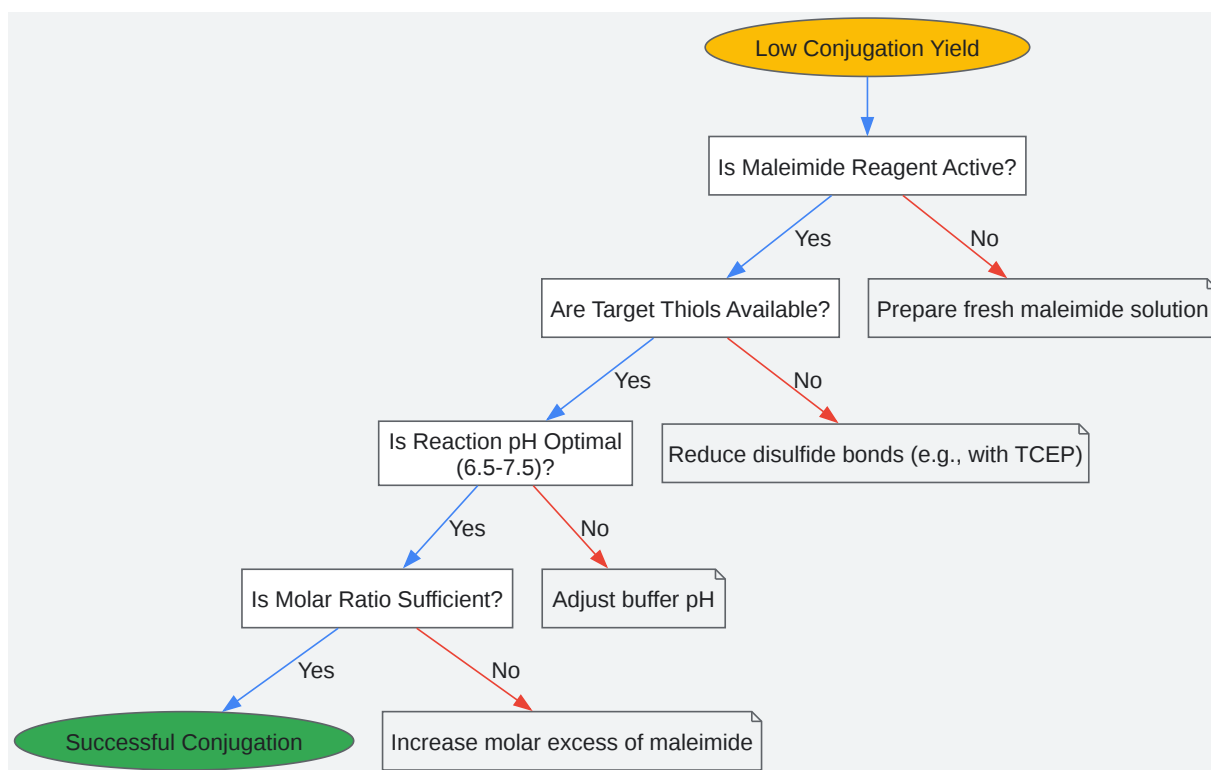 Low Conjugation Yield
Is Maleimide Reagent Active?
Yes
No
Are Target Thiols Available?
Prepare fresh maleimide solution
Yes
No
Is Reaction pH Optimal
(6.5-7.5)?
Reduce disulfide bonds (e.g., with TCEP)
Yes
No
Is Molar Ratio Sufficient?
Adjust buffer pH
Yes
No
Successful Conjugation
Increase molar excess of maleimide